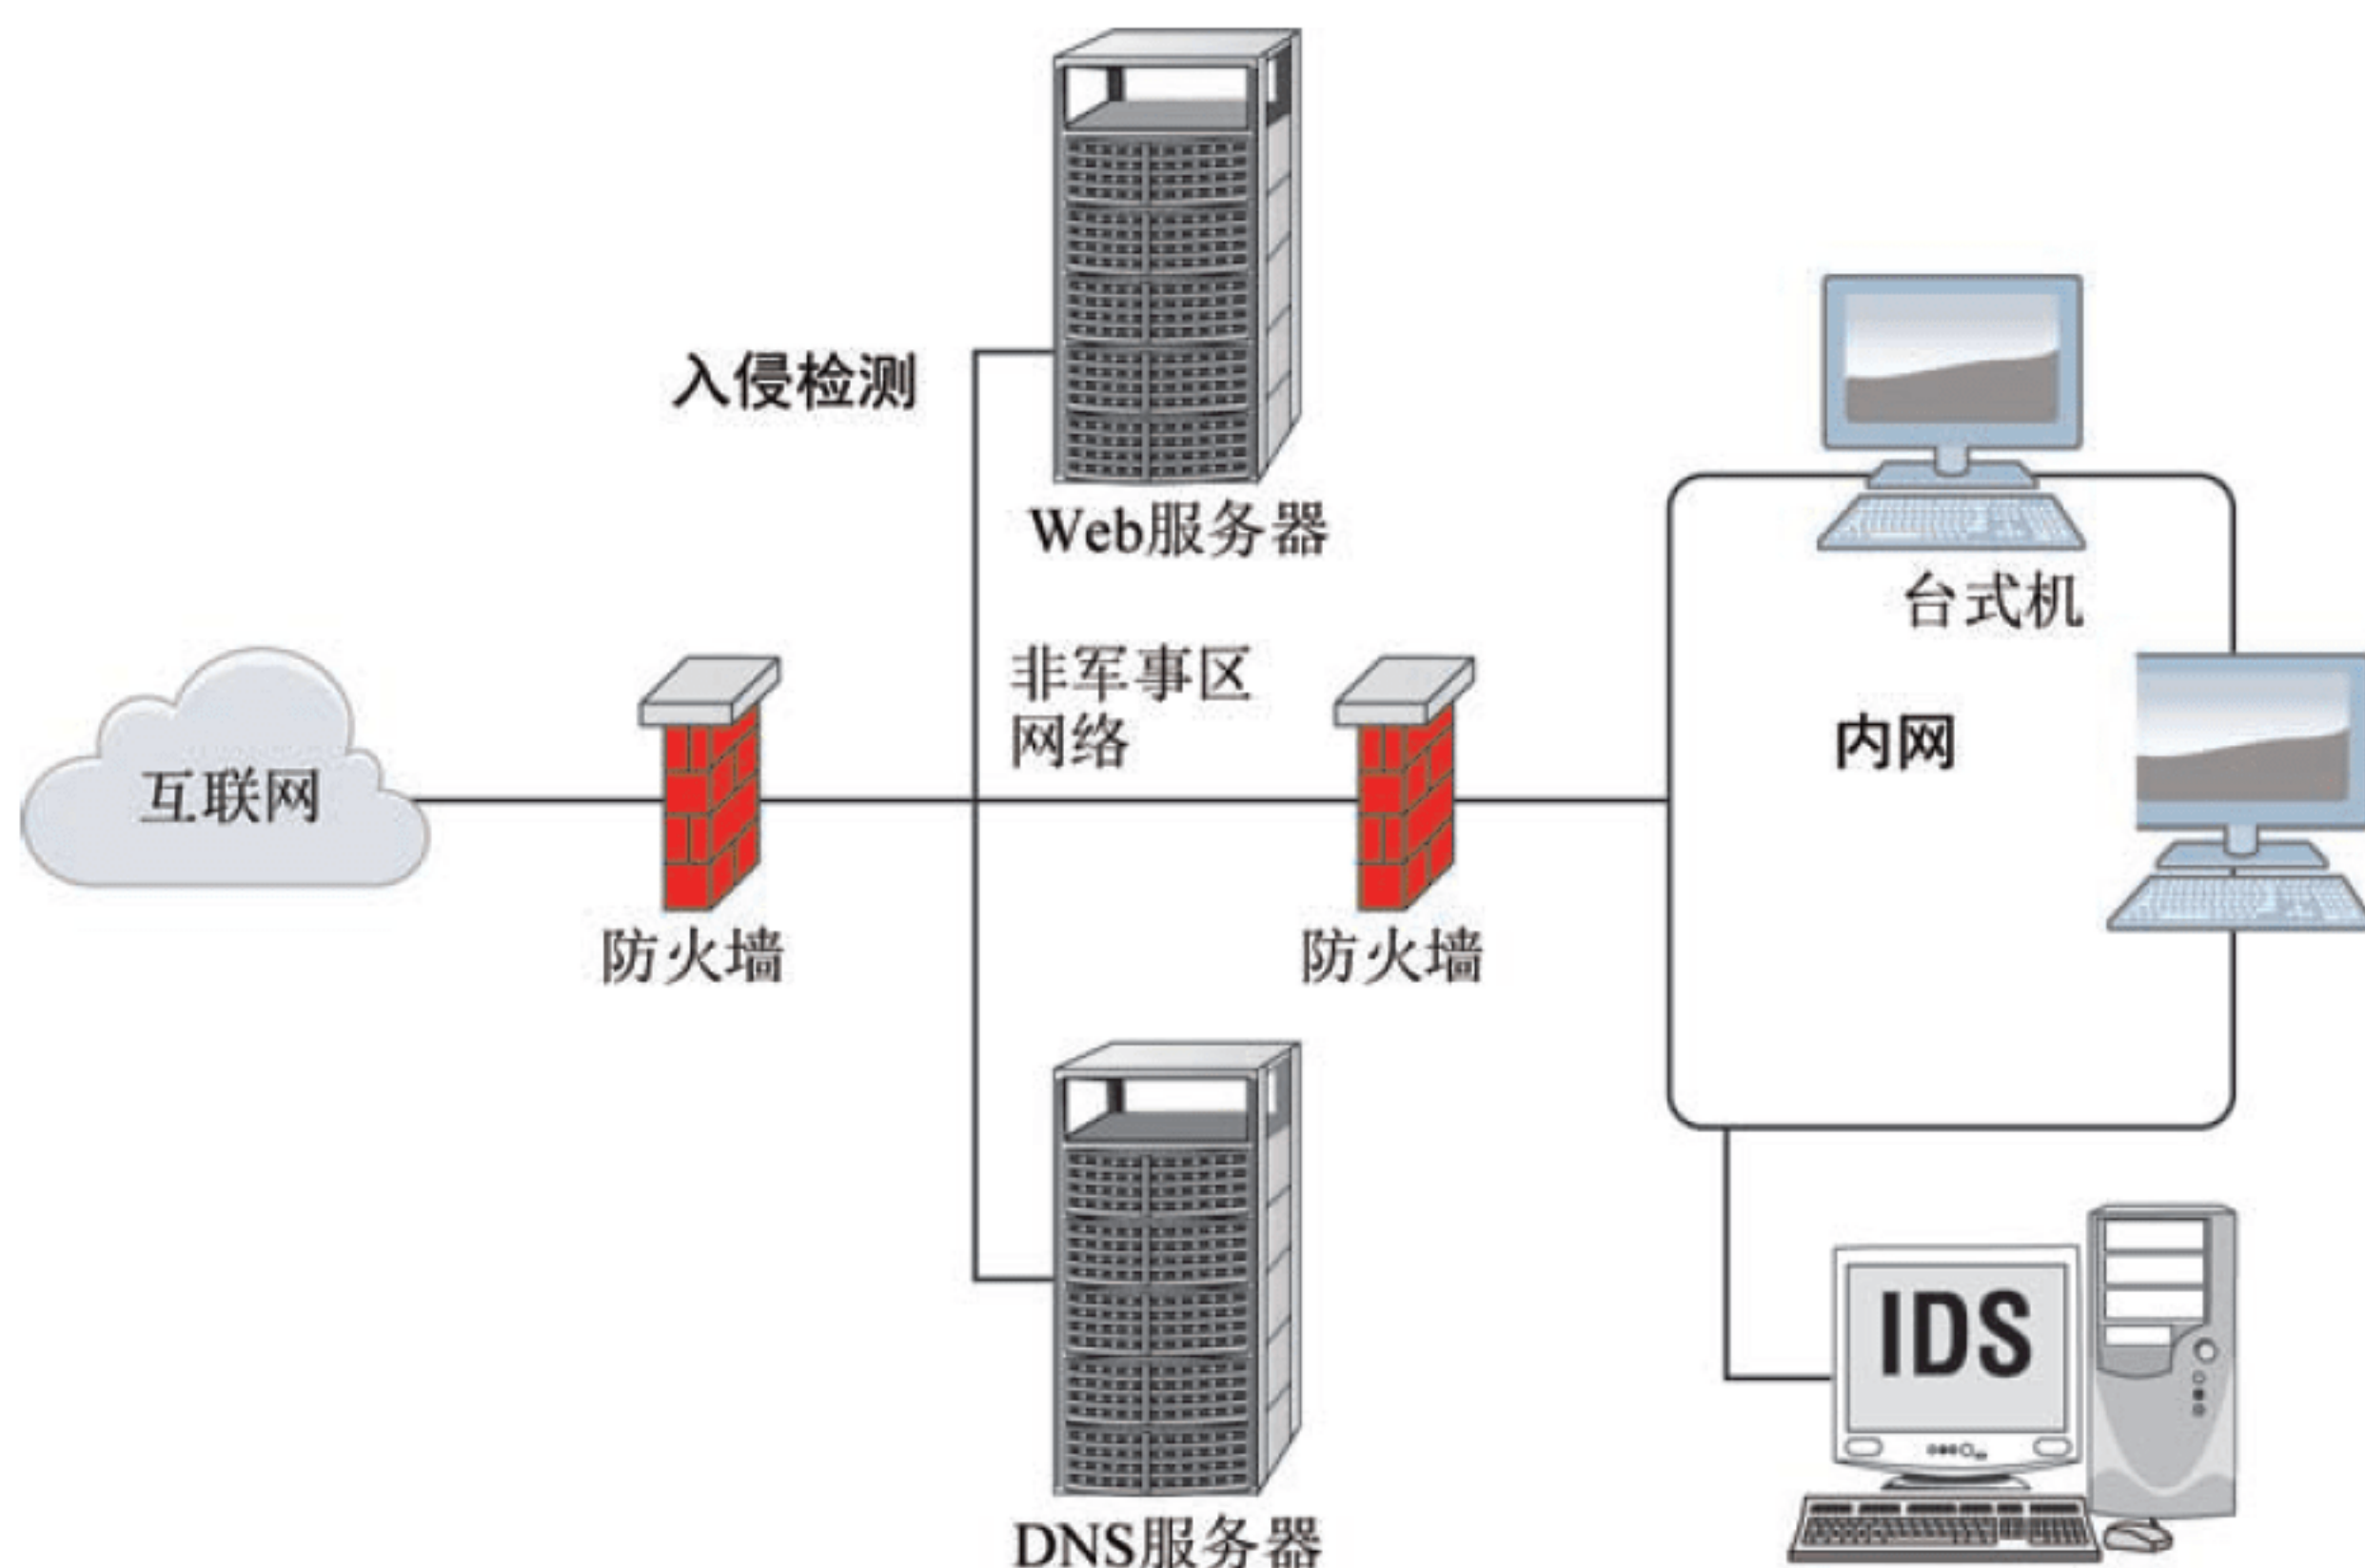 入侵检测
Web服务器
台式机
非军事区
网络
内网
互联网
防火墙
防火墙
IDS
DNS服务器